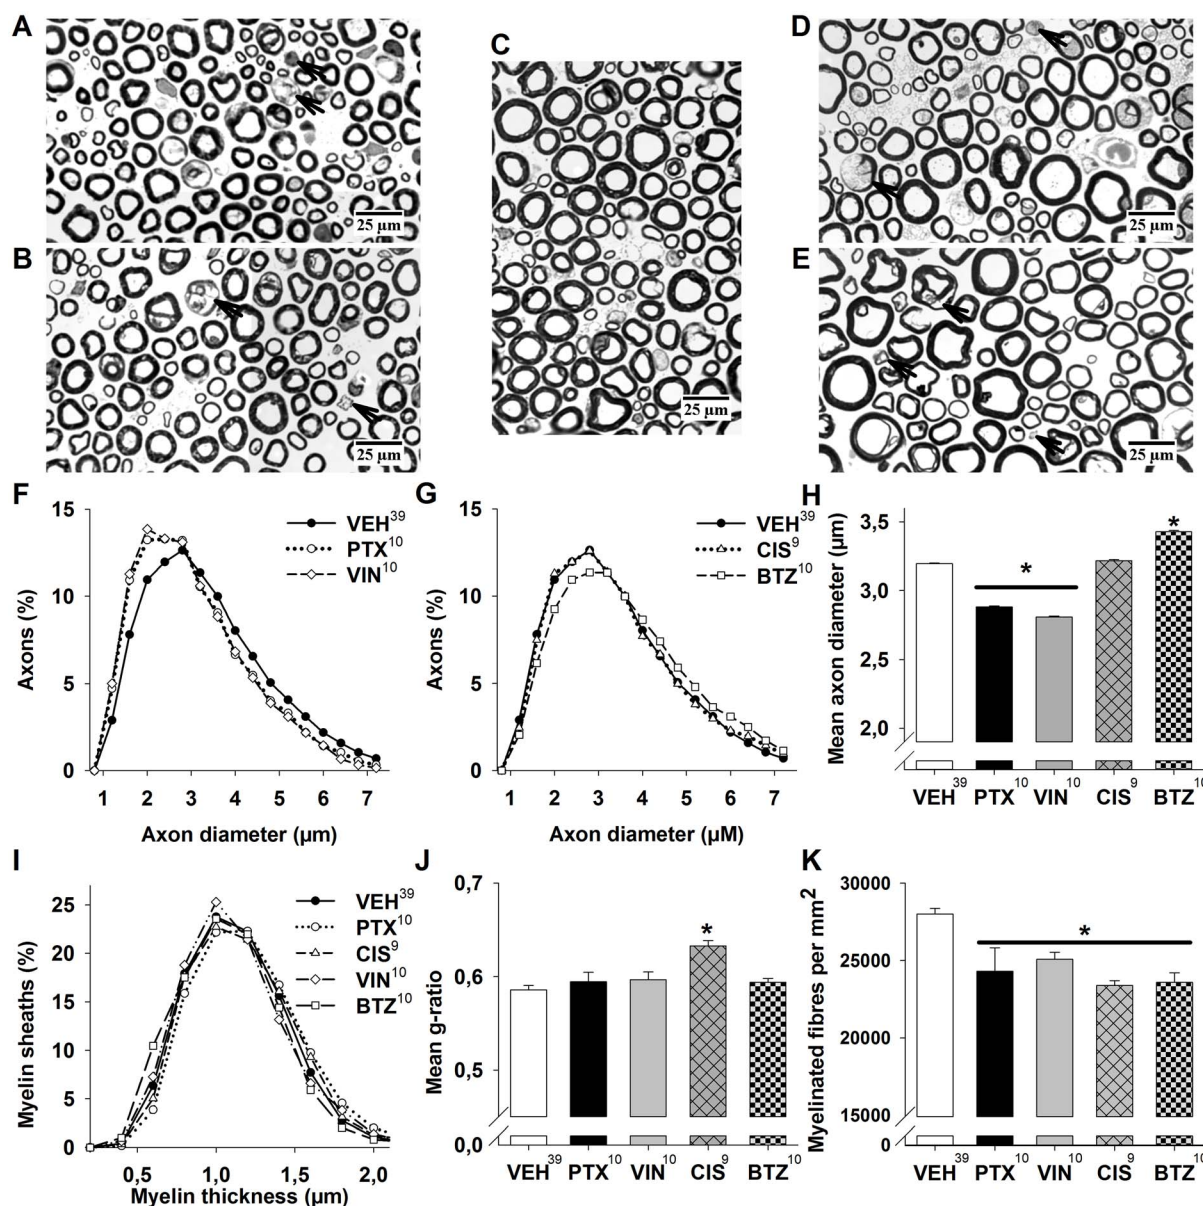 A
25 µm
B
25 µm
C
25 µm
D
25 µm
E
25 µm
F
15
10
5
0
Axons (%)
VEH39
PTX10
VIN10
1 2 3 4 5 6 7
Axon diameter (µm)
G
15
10
5
0
Axons (%)
VEH39
CIS9
BTZ10
1 2 3 4 5 6 7
Axon diameter (µM)
H
3,5
3,0
2,5
2,0
Mean axon diameter (µm)
*
*
VEH39 PTX10 VIN10 CIS9 BTZ10
I
25
20
15
10
5
0
Myelin sheaths (%)
VEH39
PTX10
CIS9
VIN10
BTZ10
0,5 1,0 1,5 2,0
Myelin thickness (µm)
J
0,7
0,6
0,5
0,0
Mean g-ratio
*
VEH39 PTX10 VIN10 CIS9 BTZ10
K
30000
25000
20000
15000
0
Myelinated fibres per mm2
*
VEH39 PTX10 VIN10 CIS9 BTZ10